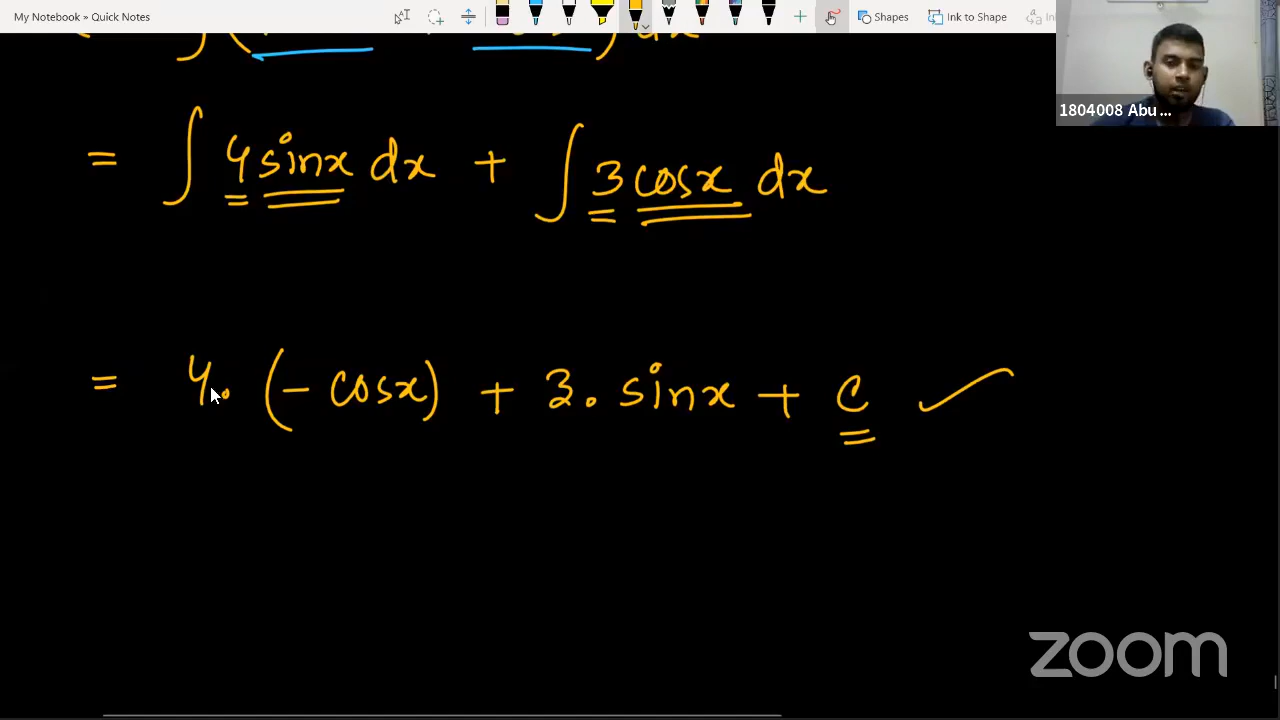 My Notebook » Quick Notes
Shapes
Ink to Shape
1804008 Abu ...
= ∫ 4 sinx dx + ∫ 3 cosx dx
= 4. (- cosx) + 3. sinx + c ✓
zoom